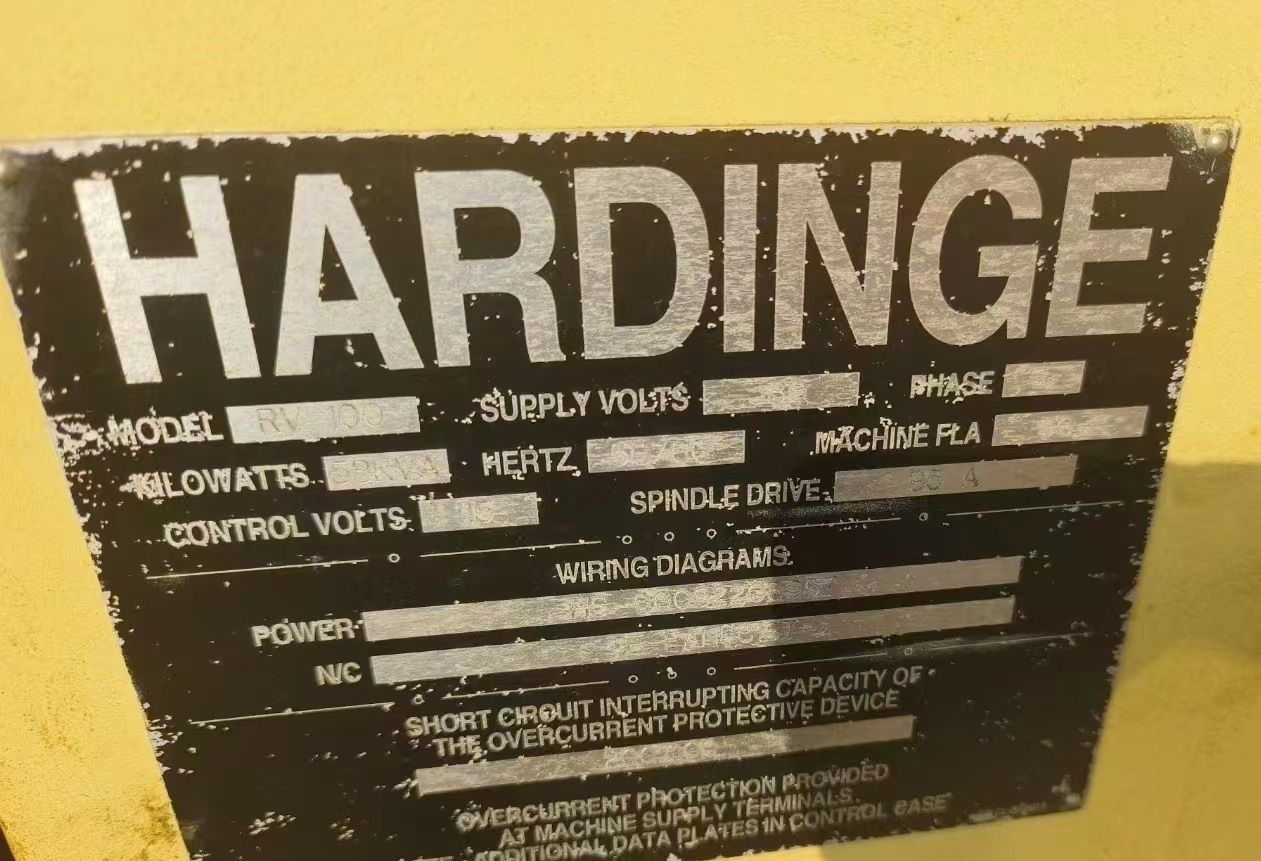 HARDINGE
MODEL RV 100 SUPPLY VOLTS PHASE
KILOWATTS HERTZ 50/60 MACHINE FLA
CONTROL VOLTS 115 SPINDLE DRIVE 95 A
WIRING DIAGRAMS
POWER
N/C
SHORT CIRCUIT INTERRUPTING CAPACITY OF
THE OVERCURRENT PROTECTIVE DEVICE
OVERCURRENT PROTECTION PROVIDED
AT MACHINE SUPPLY TERMINALS.
ADDITIONAL DATA PLATES IN CONTROL CASE